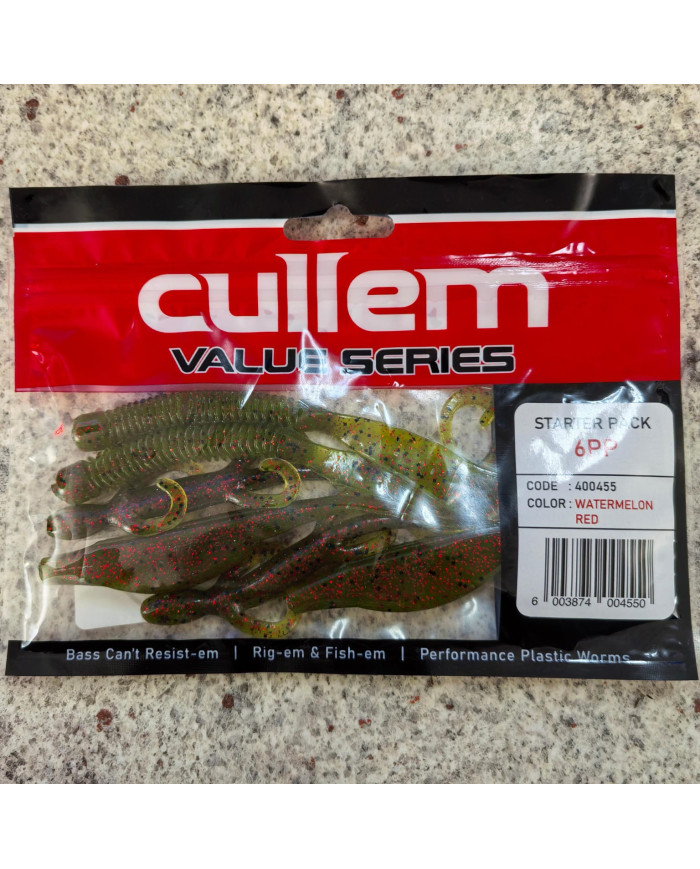 cullem
VALUE SERIES
STARTER PACK
6PP
CODE : 400455
COLOR : WATERMELON
RED
6 003874 004550
Bass Can't Resist-em | Rig-em & Fish-em | Performance Plastic Worms